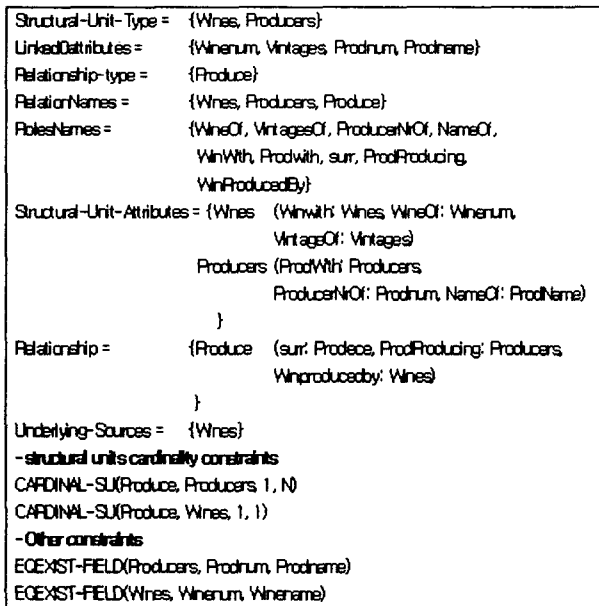 Structural-Unit-Type = {Wines, Producers}
LinkedDattributes = {Winenum, Vintages, Prodnum, Prodname}
Relationship-type = {Produce}
RelationNames = {Wines, Producers, Produce}
RolesNames = {WineOf, VintagesOf, ProducerNrOf, NameOf,
WinWith, Prodwith, surr, ProdProducing,
WinProducedBy}
Structural-Unit-Attributes = {Wines (Winwith: Wines, WineOf: Winenum,
VintageOf: Vintages)
Producers (ProdWith: Producers,
ProducerNrOf: Prodnum, NameOf: ProdName)
}
Relationship = {Produce (surr: Prodece, ProdProducing: Producers,
Winproducedby: Wines)
}
Underlying-Sources = {Wines}
- structural units cardinality constraints
CARDINAL-SU(Produce, Producers, 1, N)
CARDINAL-SU(Produce, Wines, 1, 1)
- Other constraints
EQEXIST-FIELD(Producers, Prodnum, Prodname)
EQEXIST-FIELD(Wines, Winenum, Winename)